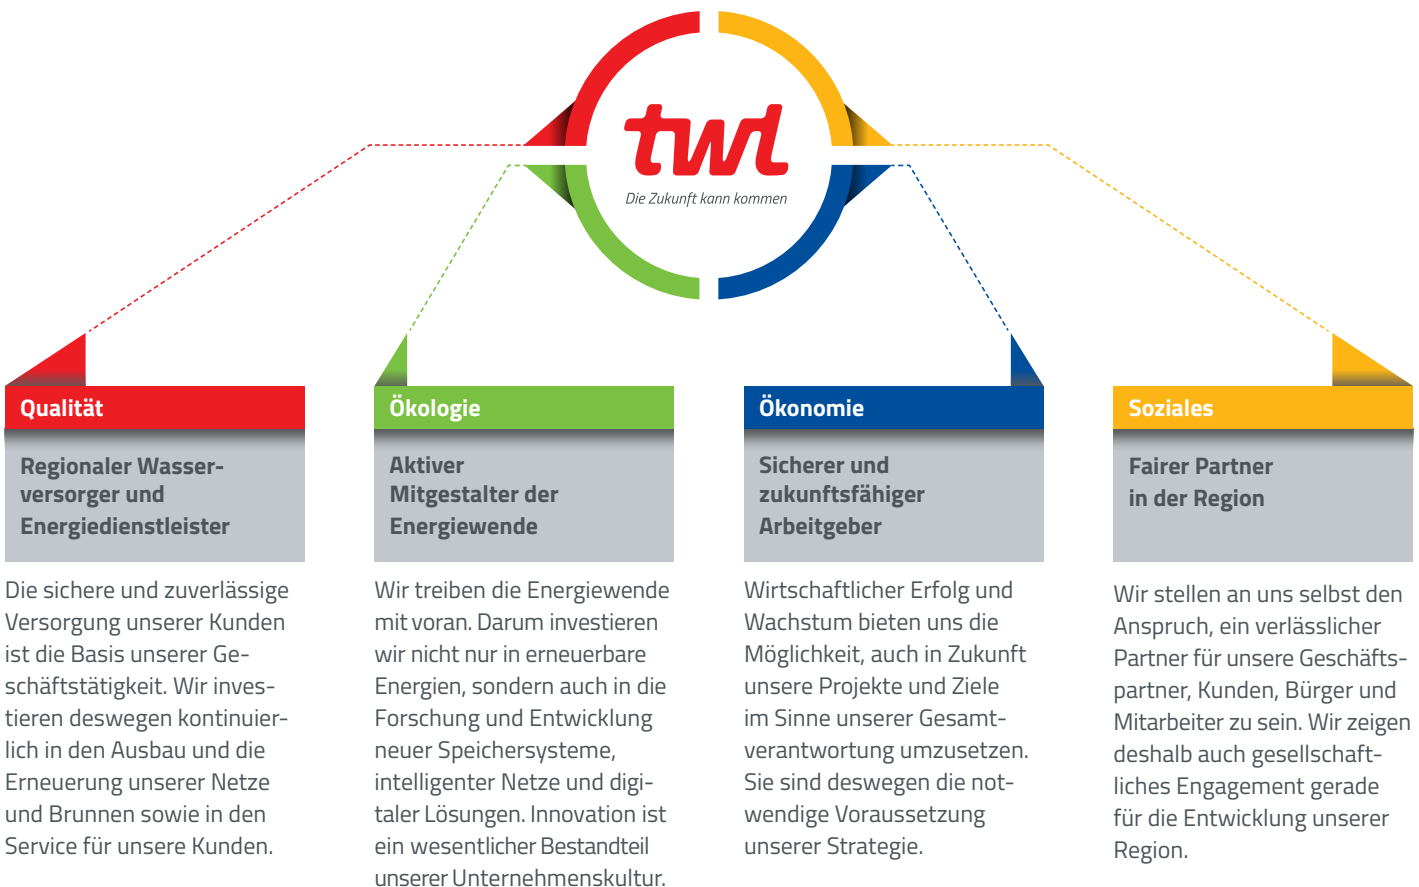 twl
Die Zukunft kann kommen
Qualität
Regionaler Wasser-
versorger und
Energiedienstleister
Die sichere und zuverlässige
Versorgung unserer Kunden
ist die Basis unserer Ge-
schäftstätigkeit. Wir inves-
tieren deswegen kontinuier-
lich in den Ausbau und die
Erneuerung unserer Netze
und Brunnen sowie in den
Service für unsere Kunden.
Ökologie
Aktiver
Mitgestalter der
Energiewende
Wir treiben die Energiewende
mit voran. Darum investieren
wir nicht nur in erneuerbare
Energien, sondern auch in die
Forschung und Entwicklung
neuer Speichersysteme,
intelligenter Netze und digi-
taler Lösungen. Innovation ist
ein wesentlicher Bestandteil
unserer Unternehmenskultur.
Ökonomie
Sicherer und
zukunftsfähiger
Arbeitgeber
Wirtschaftlicher Erfolg und
Wachstum bieten uns die
Möglichkeit, auch in Zukunft
unsere Projekte und Ziele
im Sinne unserer Gesamt-
verantwortung umzusetzen.
Sie sind deswegen die not-
wendige Voraussetzung
unserer Strategie.
Soziales
Fairer Partner
in der Region
Wir stellen an uns selbst den
Anspruch, ein verlässlicher
Partner für unsere Geschäfts-
partner, Kunden, Bürger und
Mitarbeiter zu sein. Wir zeigen
deshalb auch gesellschaft-
liches Engagement gerade
für die Entwicklung unserer
Region.